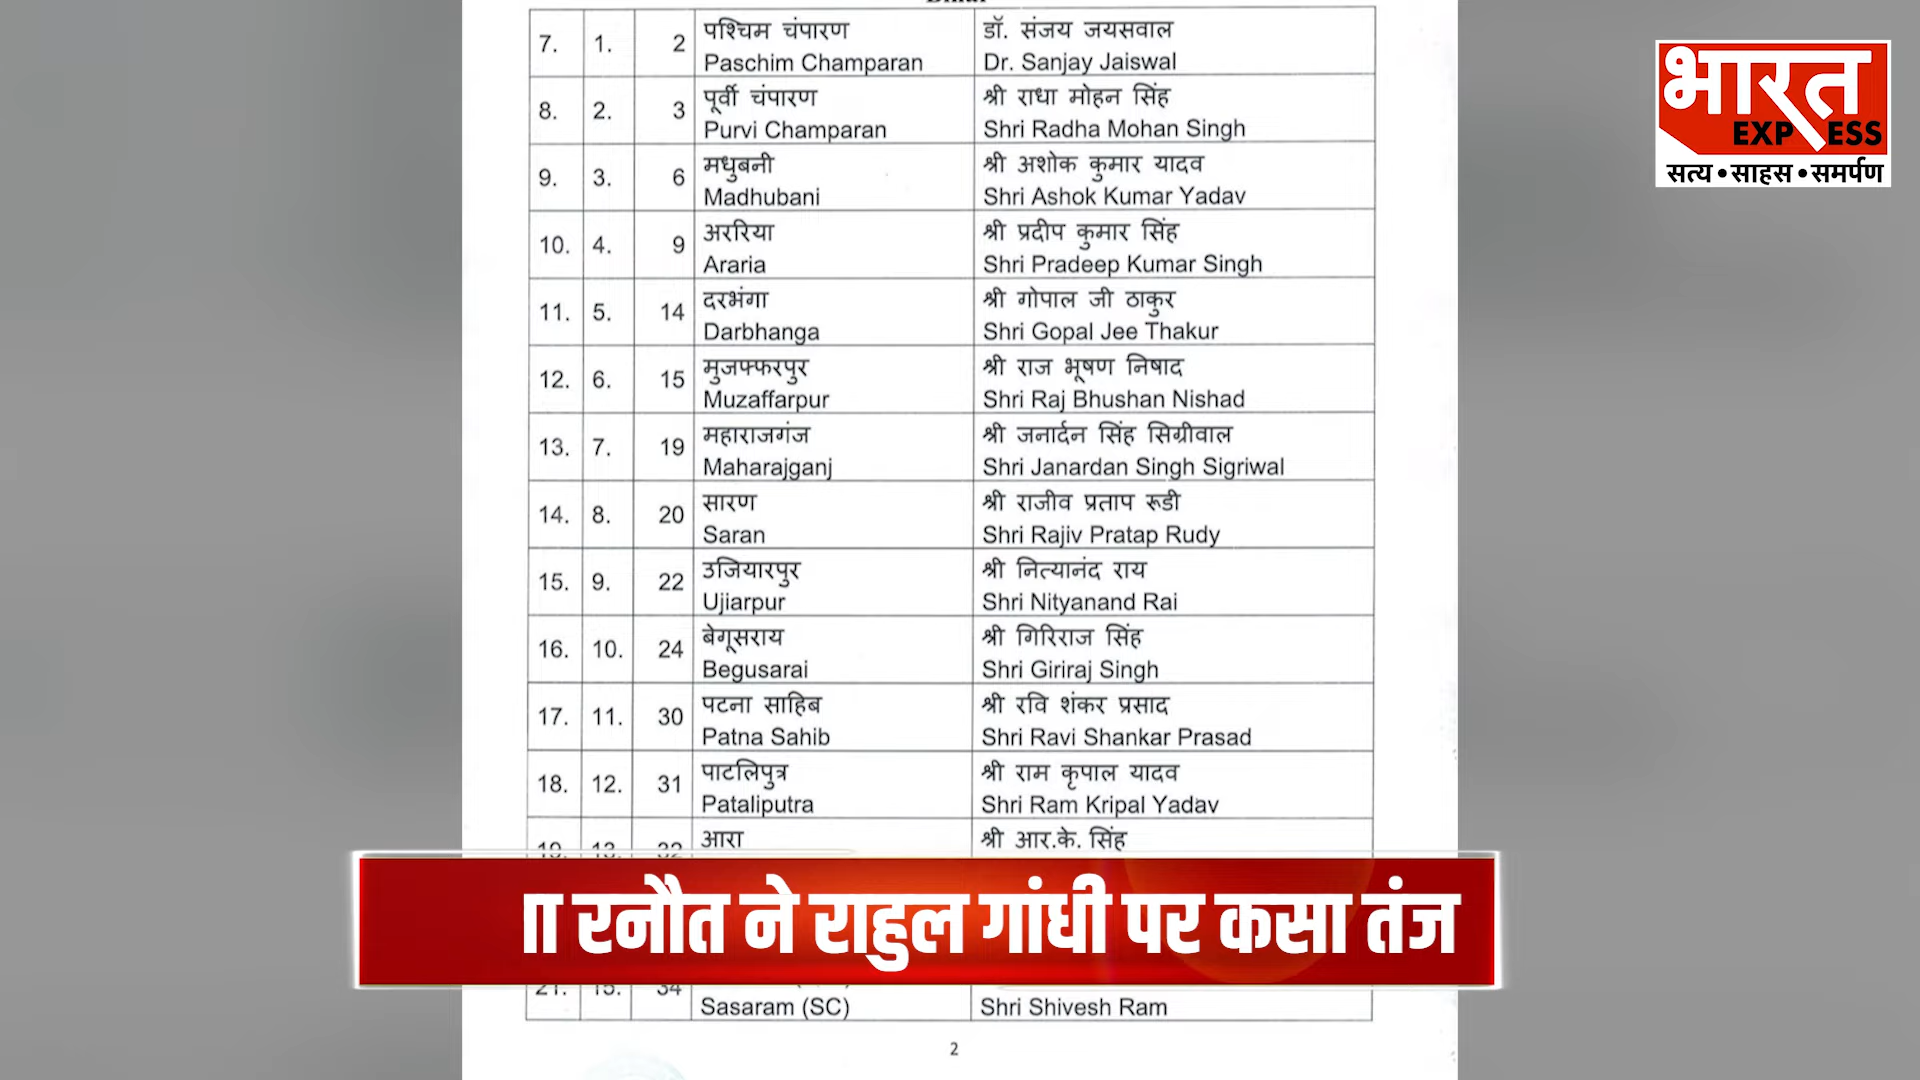 7. 1. 2 पश्चिम चंपारण डॉ. संजय जयसवाल
Paschim Champaran Dr. Sanjay Jaiswal
8. 2. 3 पूर्वी चंपारण श्री राधा मोहन सिंह
Purvi Champaran Shri Radha Mohan Singh
9. 3. 6 मधुबनी श्री अशोक कुमार यादव
Madhubani Shri Ashok Kumar Yadav
10. 4. 9 अररिया श्री प्रदीप कुमार सिंह
Araria Shri Pradeep Kumar Singh
11. 5. 14 दरभंगा श्री गोपाल जी ठाकुर
Darbhanga Shri Gopal Jee Thakur
12. 6. 15 मुजफ्फरपुर श्री राज भूषण निषाद
Muzaffarpur Shri Raj Bhushan Nishad
13. 7. 19 महाराजगंज श्री जनार्दन सिंह सिग्रीवाल
Maharajganj Shri Janardan Singh Sigriwal
14. 8. 20 सारण श्री राजीव प्रताप रूडी
Saran Shri Rajiv Pratap Rudy
15. 9. 22 उजियारपुर श्री नित्यानंद राय
Ujiarpur Shri Nityanand Rai
16. 10. 24 बेगूसराय श्री गिरिराज सिंह
Begusarai Shri Giriraj Singh
17. 11. 30 पटना साहिब श्री रवि शंकर प्रसाद
Patna Sahib Shri Ravi Shankar Prasad
18. 12. 31 पाटलिपुत्र श्री राम कृपाल यादव
Pataliputra Shri Ram Kripal Yadav
आरा श्री आर.के. सिंह
रनौत ने राहुल गांधी पर कसा तंज
21. 15. 34
Sasaram (SC) Shri Shivesh Ram
2
भारत
EXPRESS
सत्य • साहस • समर्पण